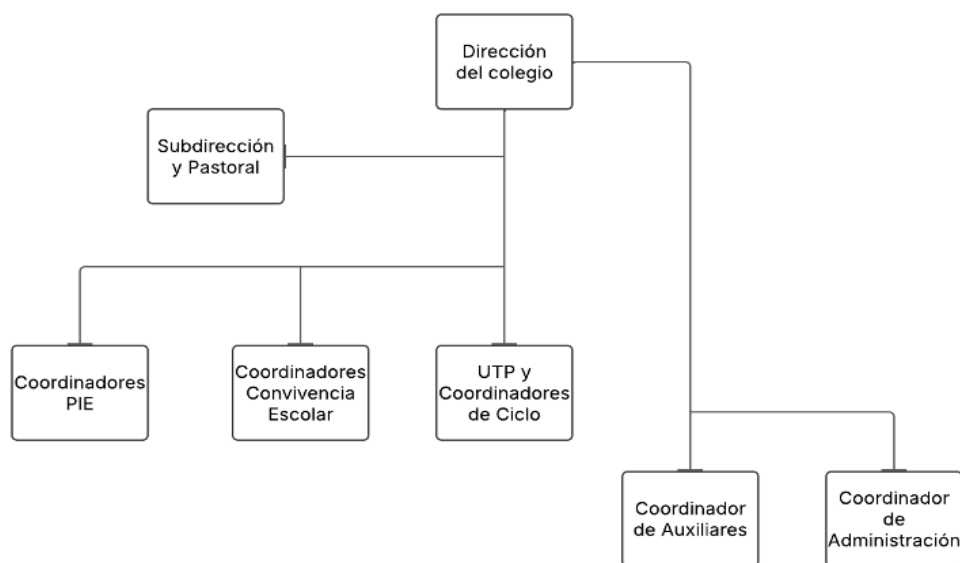 Dirección
del colegio
Subdirección
y Pastoral
Coordinadores
PIE
Coordinadores
Convivencia
Escolar
UTP y
Coordinadores
de Ciclo
Coordinador
de Auxiliares
Coordinador
de
Administración